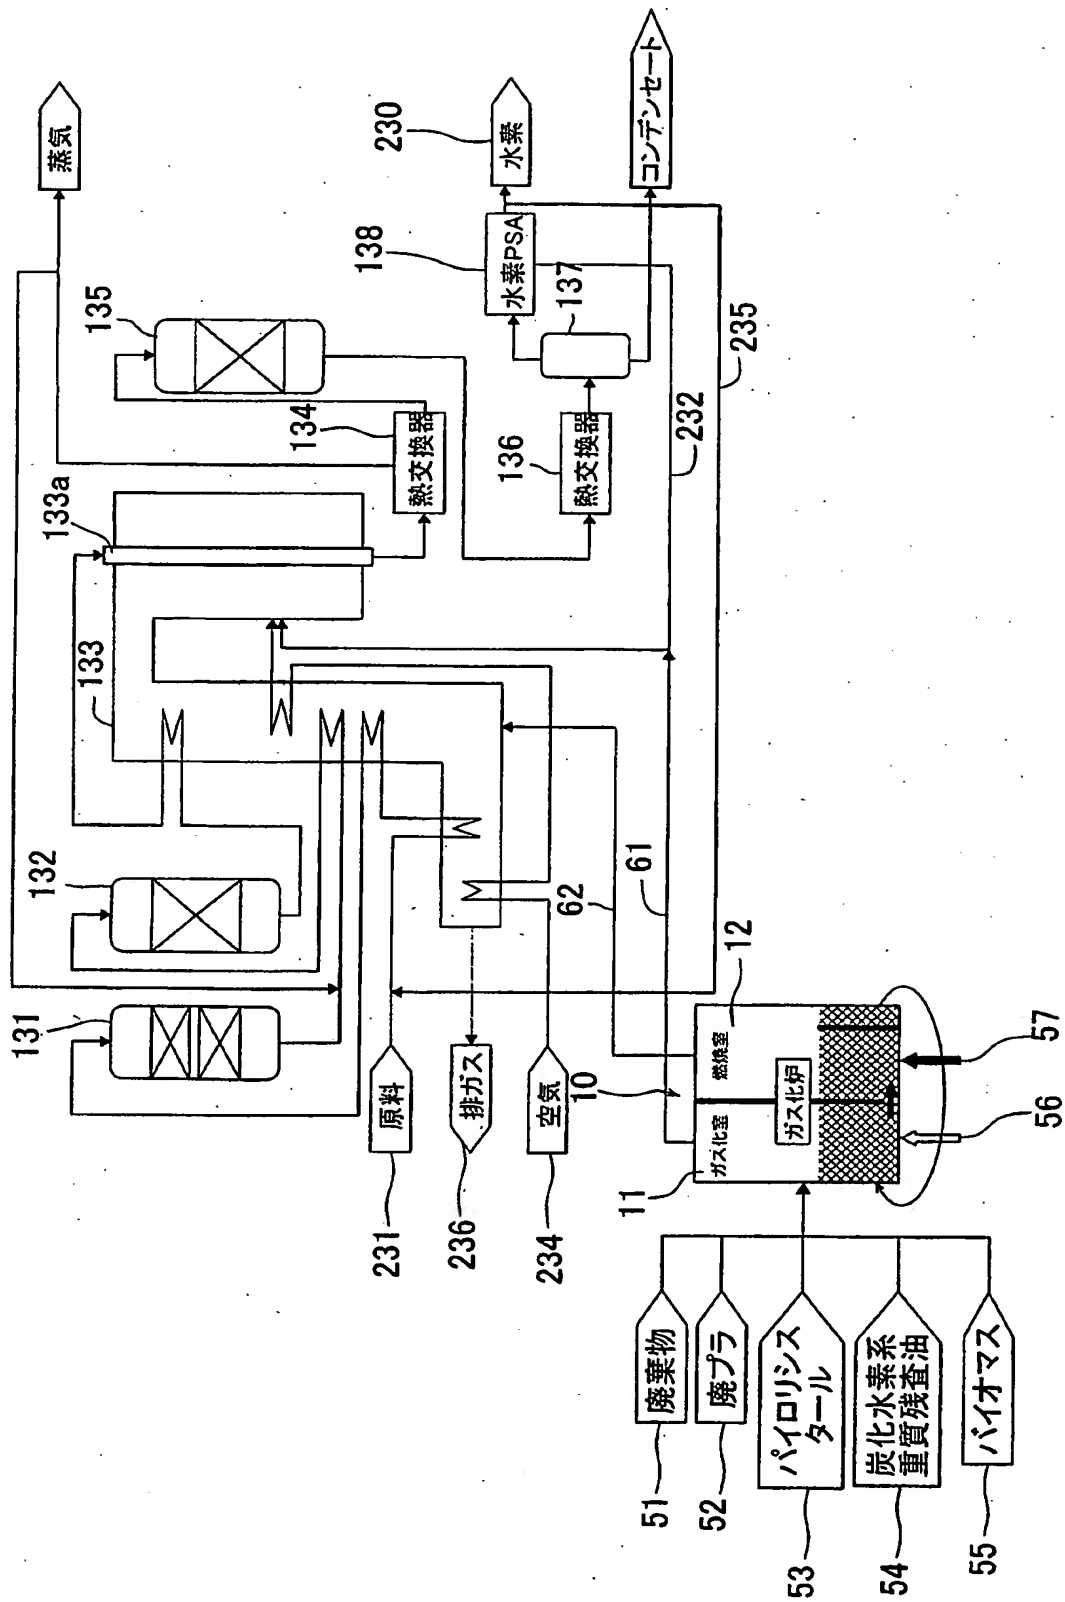 蒸気
131
132
133
133a
134
熱交換器
135
136
熱交換器
137
138
水素PSA
水素
230
コンデンセート
232
235
原料
231
排ガス
236
空気
234
10
62
61
11
ガス化室
燃焼室
12
ガス化炉
56
57
廃棄物
51
廃プラ
52
パイロリシス
タール
53
炭化水素系
重質残査油
54
バイオマス
55